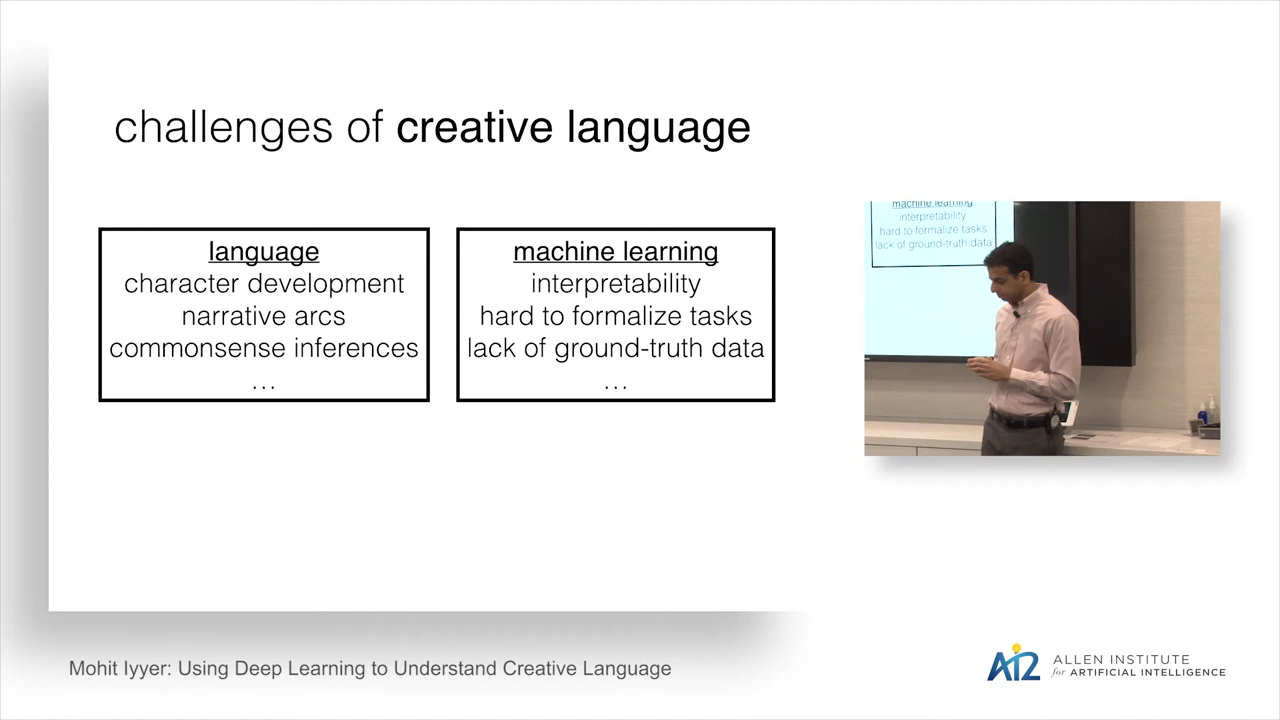 challenges of creative language
language
character development
narrative arcs
commonsense inferences
...
machine learning
interpretability
hard to formalize tasks
lack of ground-truth data
...
machine learning
interpretability
hard to formalize tasks
lack of ground-truth data
Mohit Iyyer: Using Deep Learning to Understand Creative Language
AI2
ALLEN INSTITUTE
for ARTIFICIAL INTELLIGENCE